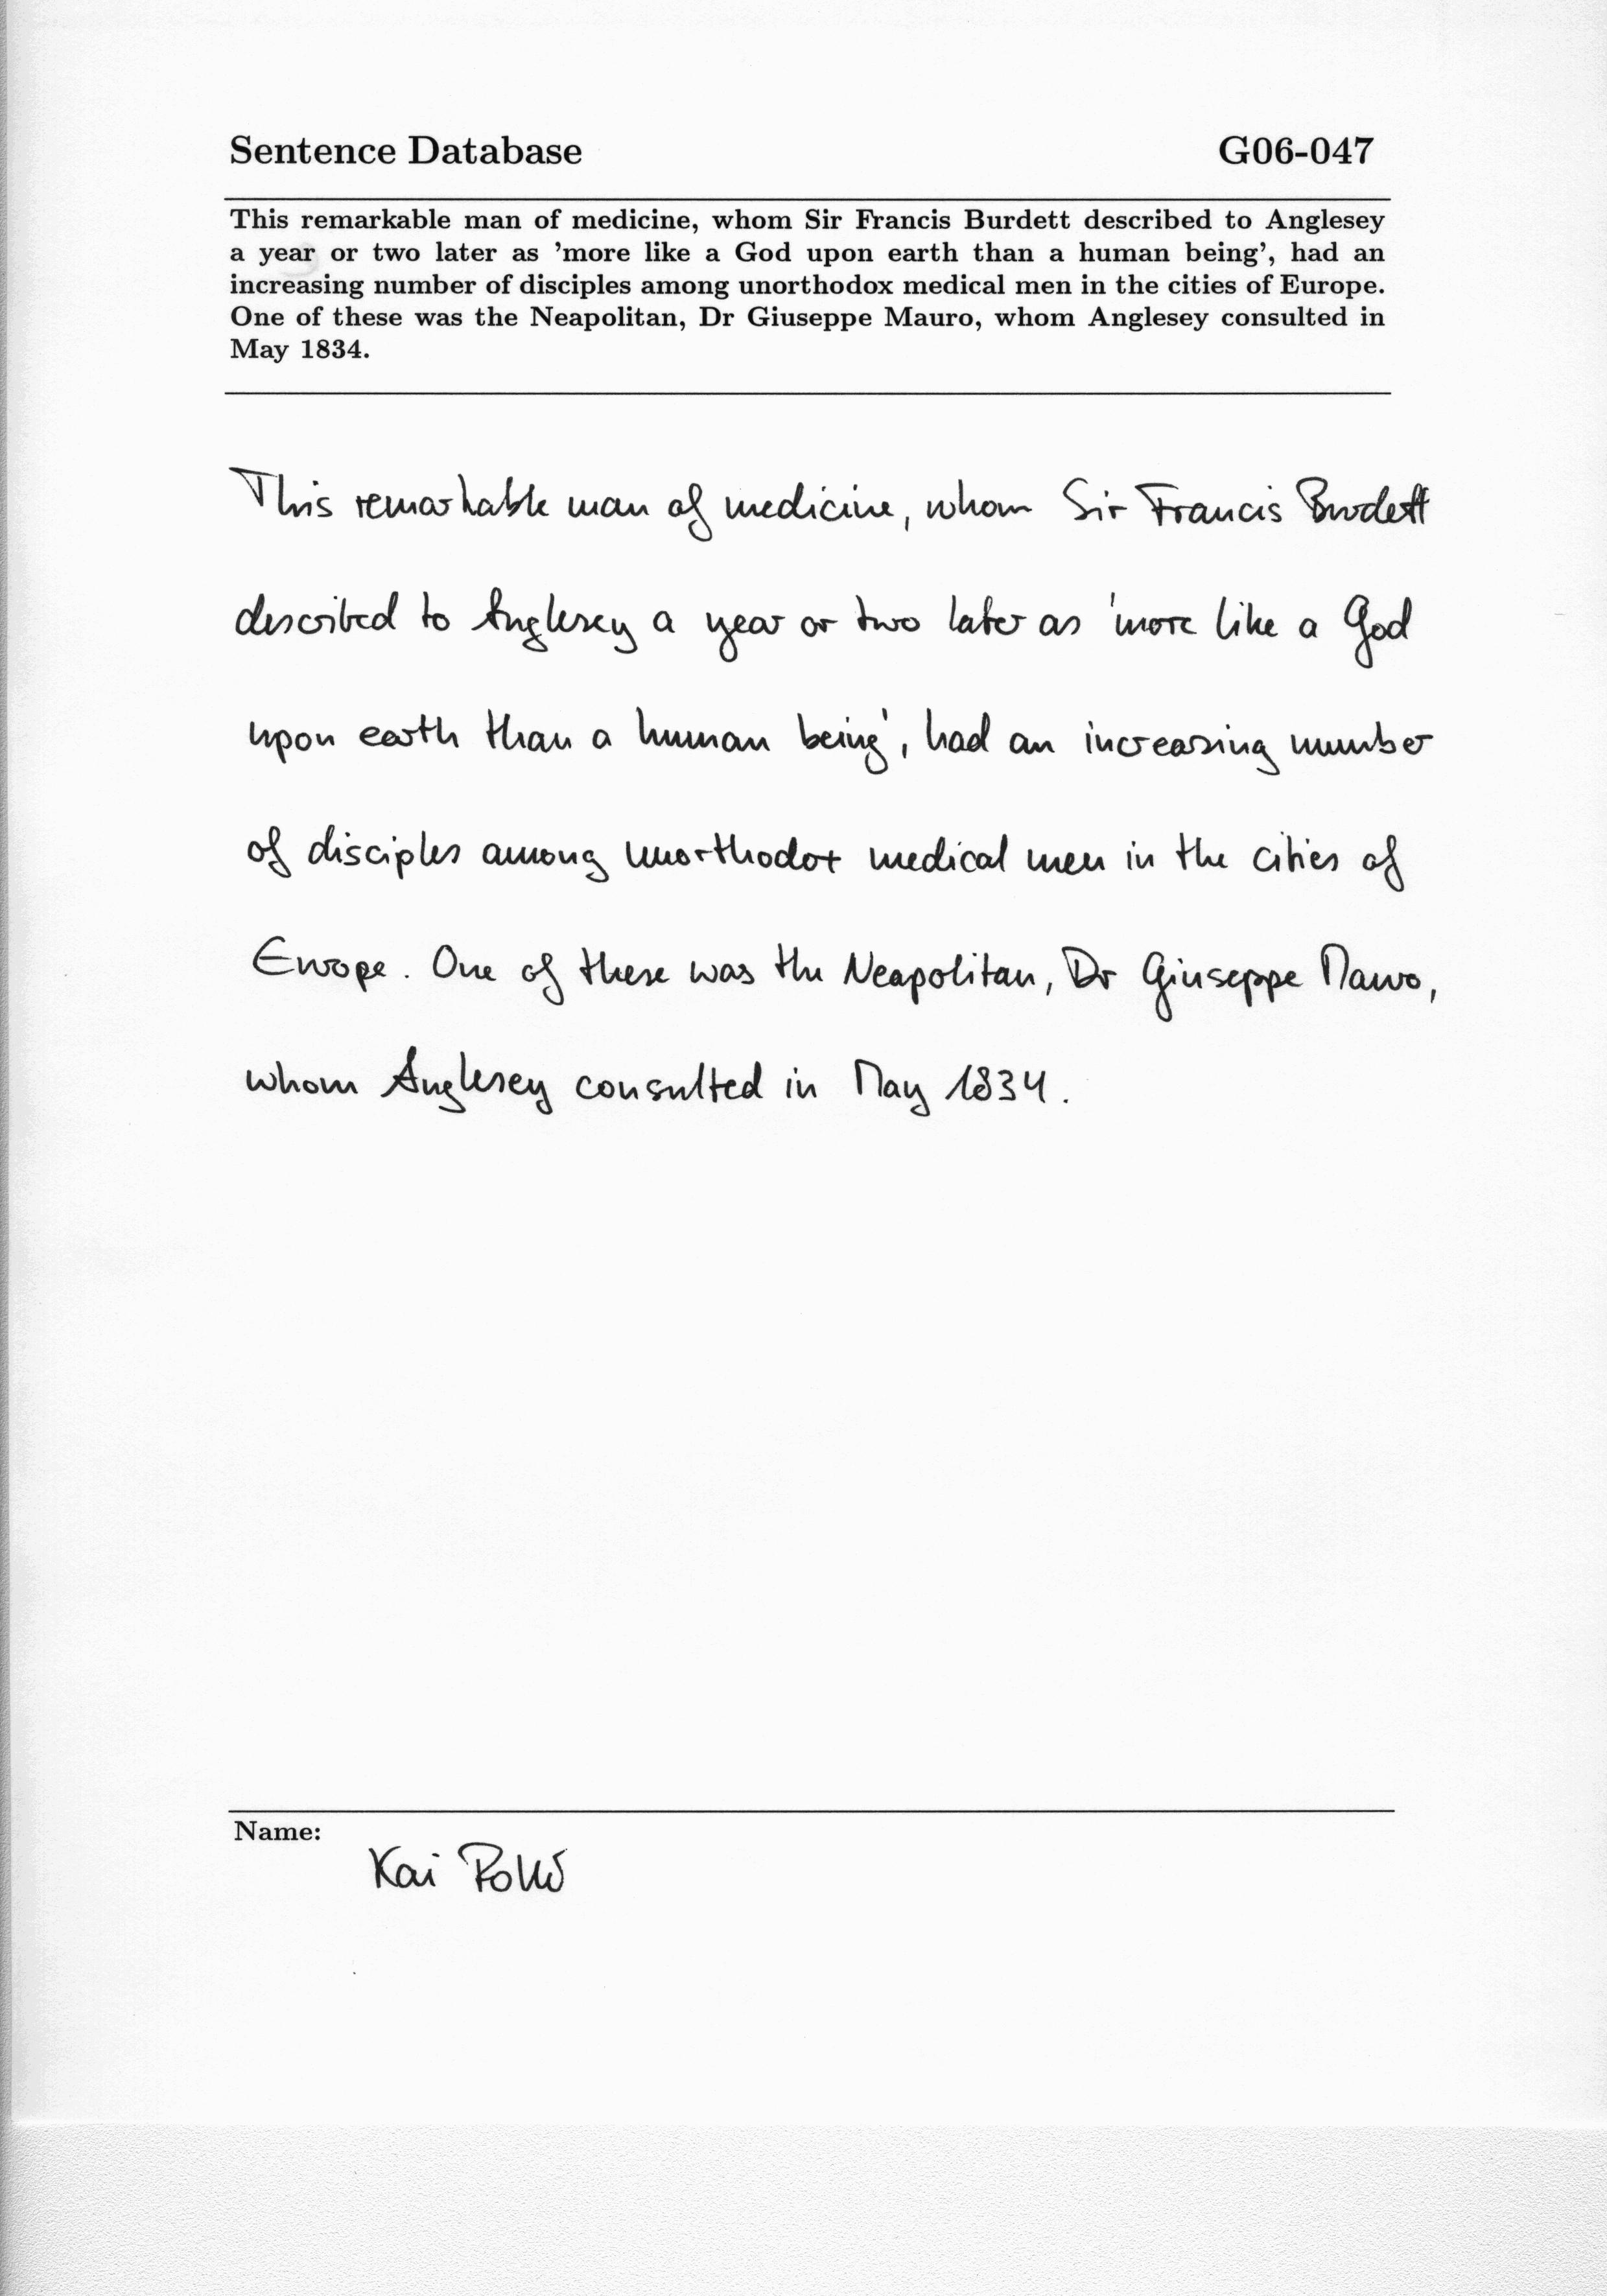 Sentence Database G06-047
This remarkable man of medicine, whom Sir Francis Burdett described to Anglesey
a year or two later as 'more like a God upon earth than a human being', had an
increasing number of disciples among unorthodox medical men in the cities of Europe.
One of these was the Neapolitan, Dr Giuseppe Mauro, whom Anglesey consulted in
May 1834.
This remarkable man of medicine, whom Sir Francis Burdett
described to Anglesey a year or two later as 'more like a God
upon earth than a human being', had an increasing number
of disciples among unorthodox medical men in the cities of
Europe. One of these was the Neapolitan, Dr Giuseppe Mauro,
whom Anglesey consulted in May 1834.
Name:
Kai